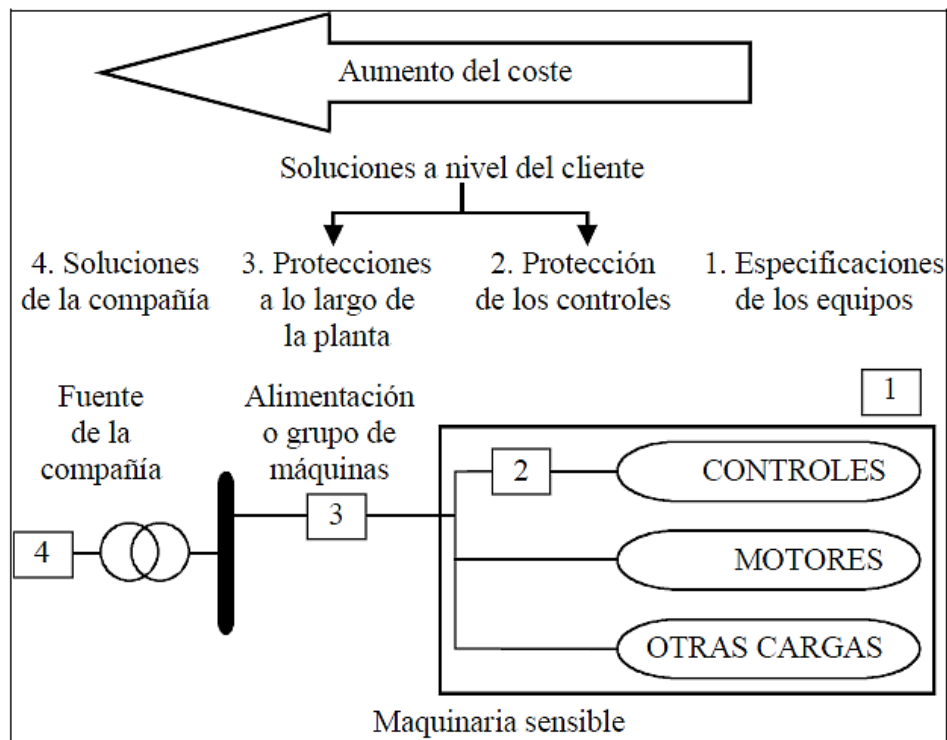 Aumento del coste
Soluciones a nivel del cliente
4. Soluciones
de la compañía
3. Protecciones
a lo largo de
la planta
2. Protección
de los controles
1. Especificaciones
de los equipos
Fuente
de la
compañía
Alimentación
o grupo de
máquinas
1
2
CONTROLES
3
4
MOTORES
OTRAS CARGAS
Maquinaria sensible